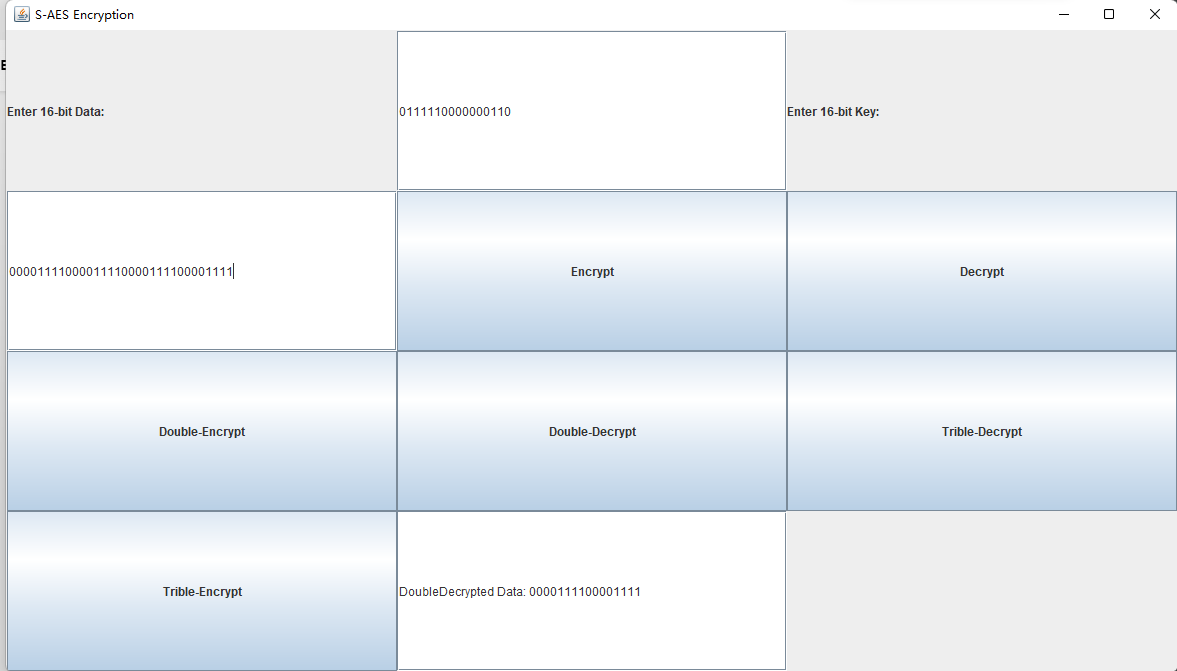 S-AES Encryption
Enter 16-bit Data:
0111110000000110
Enter 16-bit Key:
00001111000011110000111100001111
Encrypt
Decrypt
Double-Encrypt
Double-Decrypt
Trible-Decrypt
Trible-Encrypt
DoubleDecrypted Data: 0000111100001111